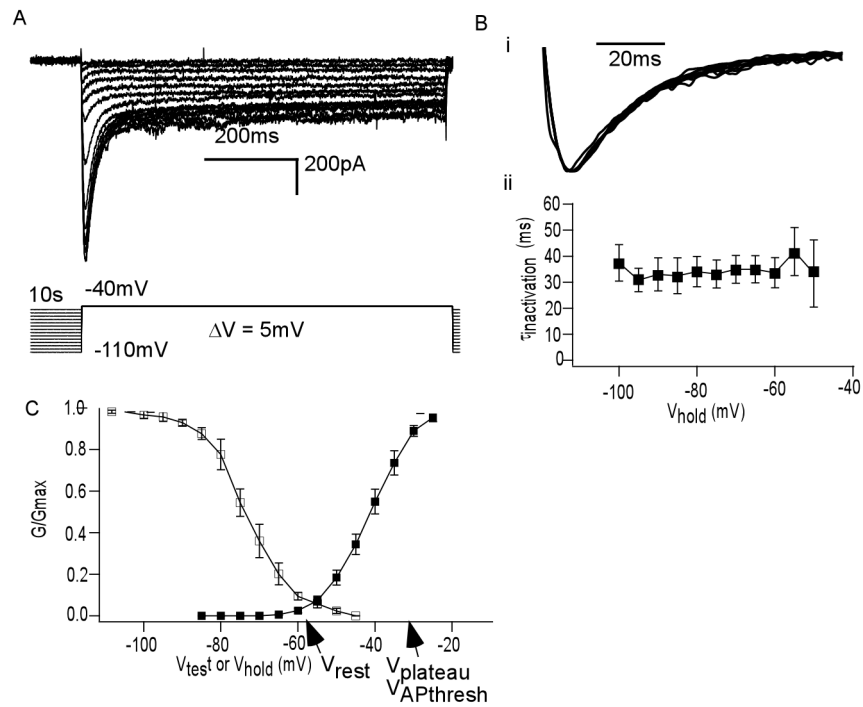 A
200ms
200pA
10s
-40mV
ΔV = 5mV
-110mV
B
i
20ms
ii
τinactivation (ms)
60
50
40
30
20
10
0
-100
-80
-60
-40
Vhold (mV)
C
G/Gmax
1.0
0.8
0.6
0.4
0.2
0.0
-100
-80
-60
-40
-20
Vtest or Vhold (mV)
Vrest
Vplateau
VAPthresh